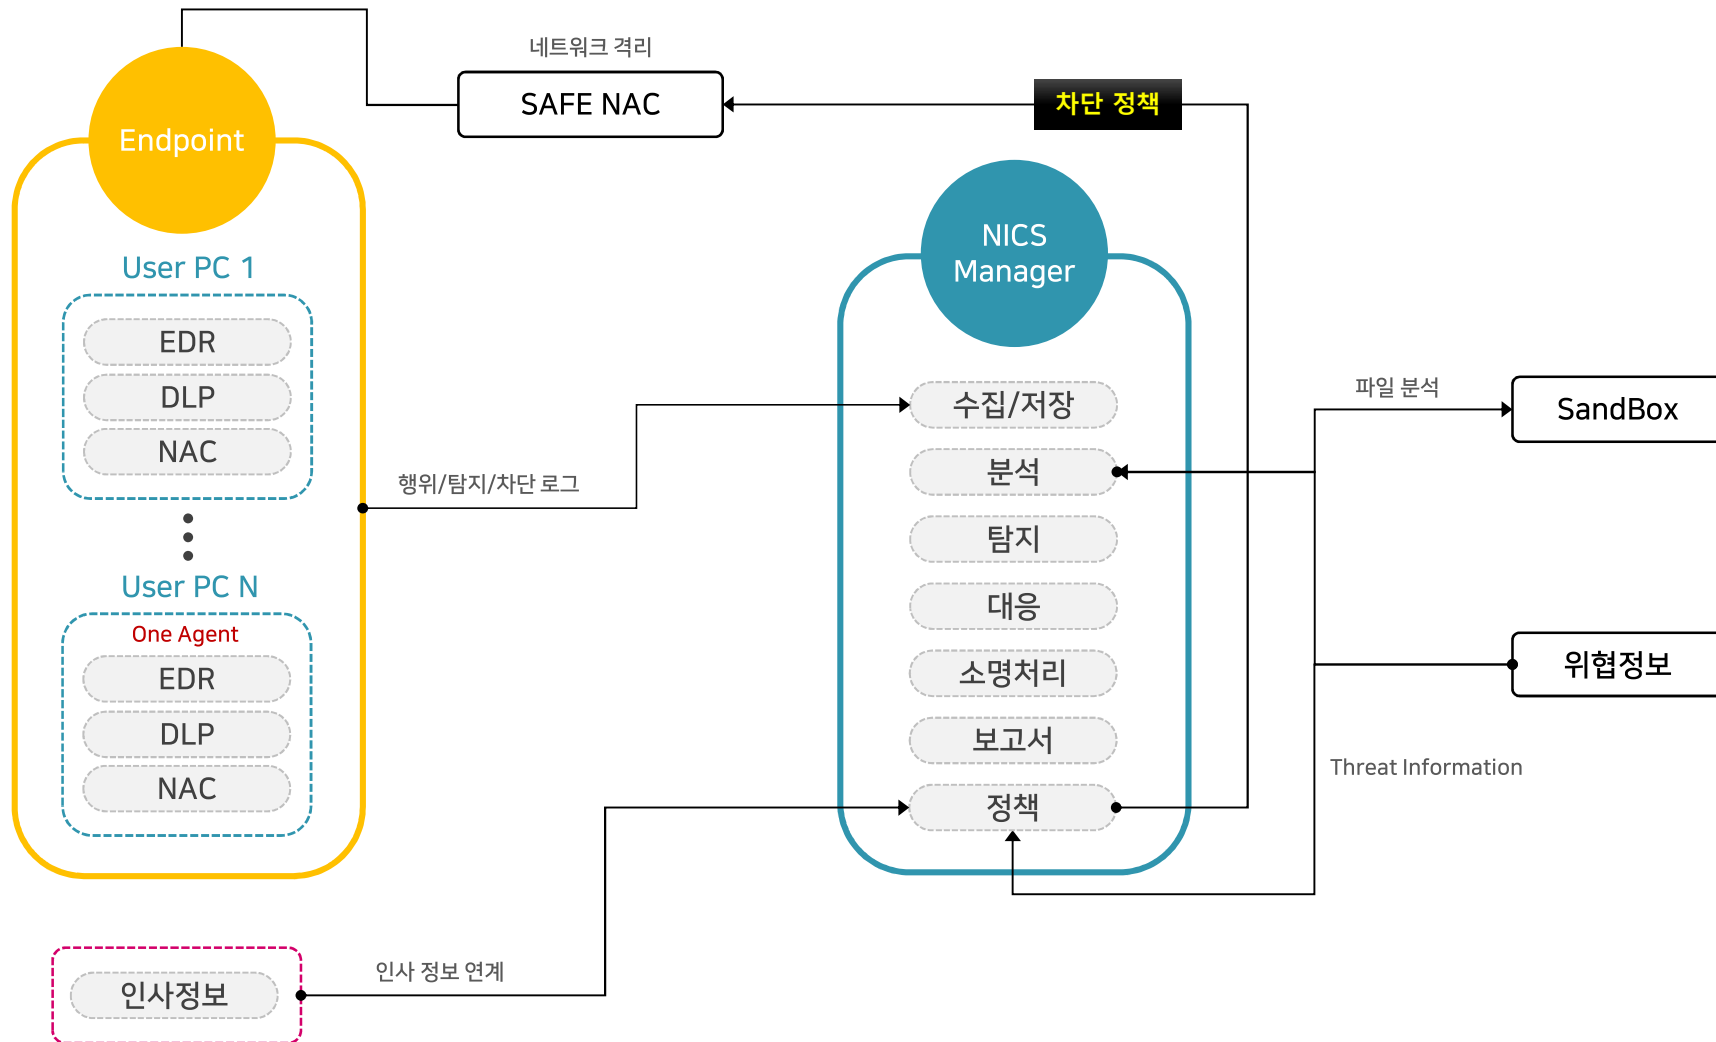 네트워크 격리
SAFE NAC
차단 정책
Endpoint
User PC 1
EDR
DLP
NAC
행위/탐지/차단 로그
User PC N
One Agent
EDR
DLP
NAC
인사 정보 연계
인사정보
NICS
Manager
수집/저장
분석
탐지
대응
소명처리
보고서
정책
파일 분석
SandBox
위협정보
Threat Information